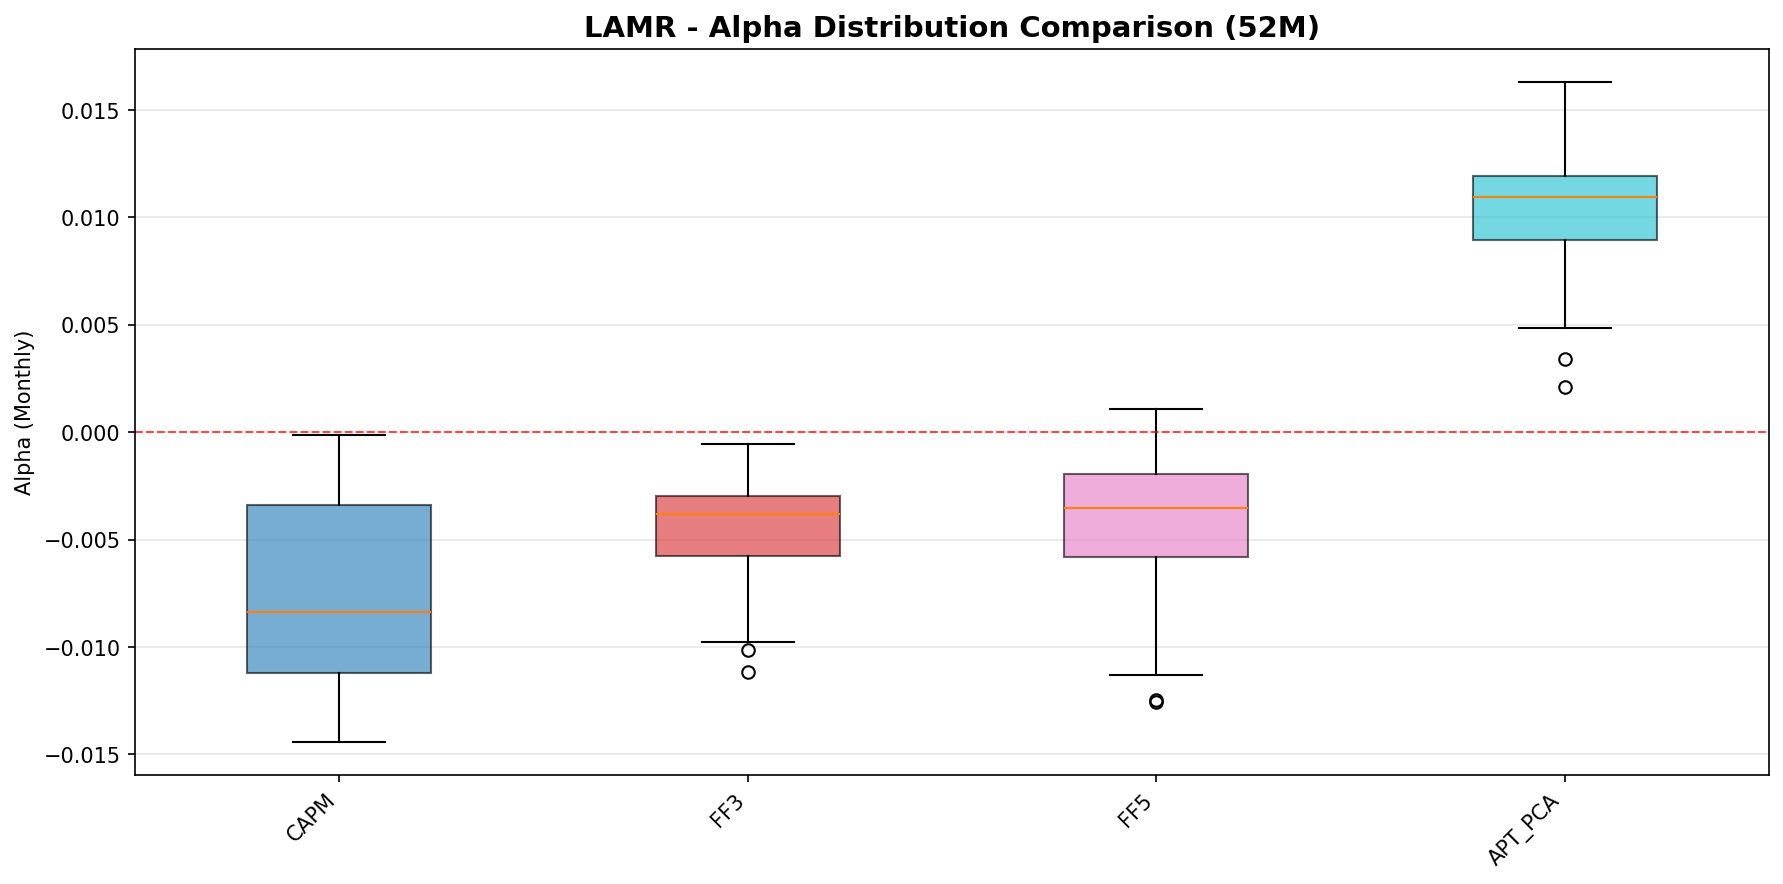 LAMR - Alpha Distribution Comparison (52M)
Alpha (Monthly)
0.015
0.010
0.005
0.000
−0.005
−0.010
−0.015
CAPM
FF3
FF5
APT_PCA